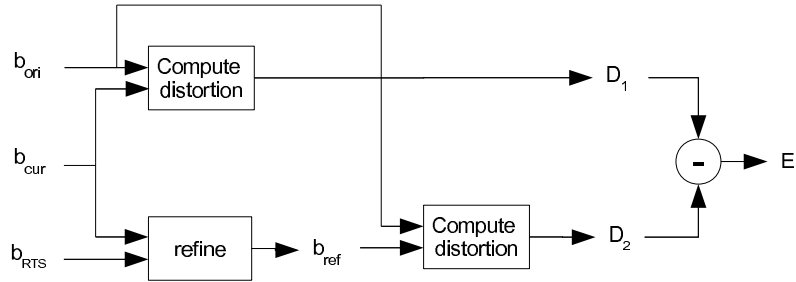 b_ori
Compute
distortion
D_1
b_cur
-
E
b_RTS
refine
b_ref
Compute
distortion
D_2